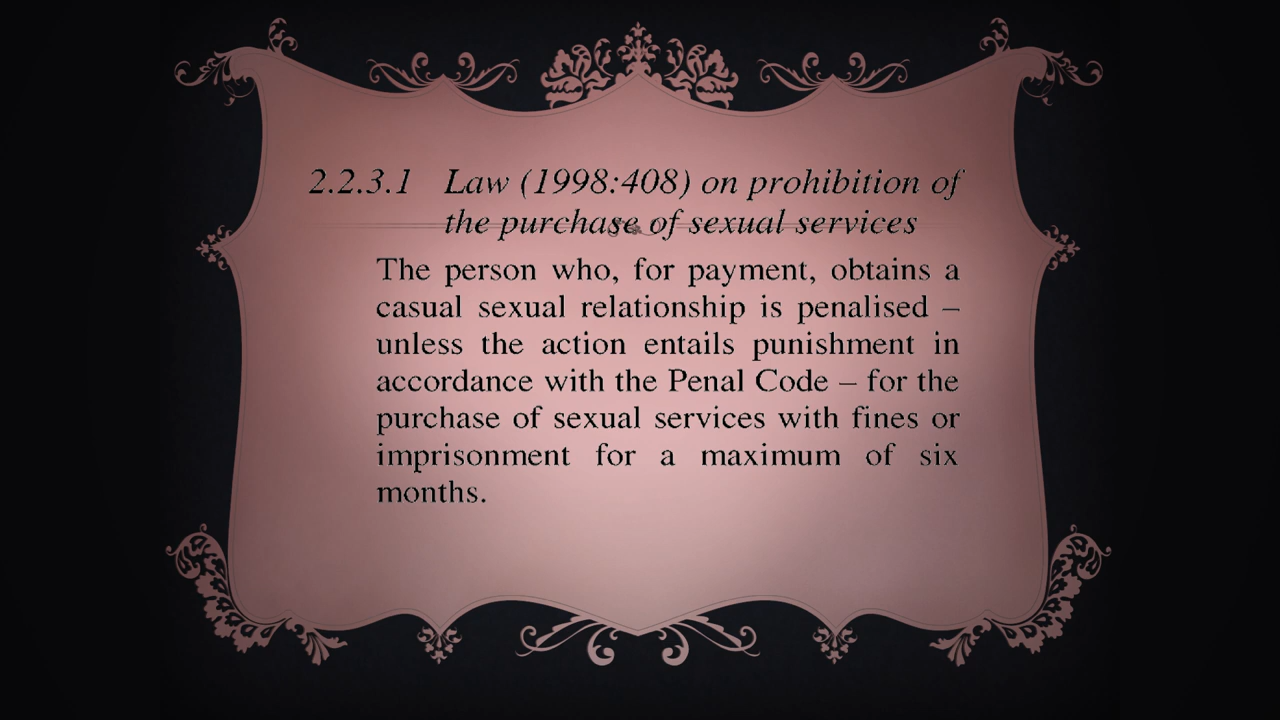 2.2.3.1 Law (1998:408) on prohibition of
the purchase of sexual services
The person who, for payment, obtains a
casual sexual relationship is penalised –
unless the action entails punishment in
accordance with the Penal Code – for the
purchase of sexual services with fines or
imprisonment for a maximum of six
months.